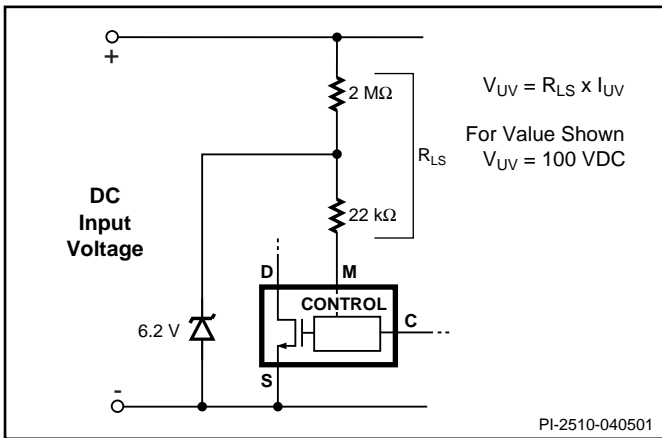 +
2 MΩ
V_UV = R_LS x I_UV
For Value Shown
V_UV = 100 VDC
R_LS
DC
Input
Voltage
22 kΩ
D
M
CONTROL
C
6.2 V
S
-
PI-2510-040501